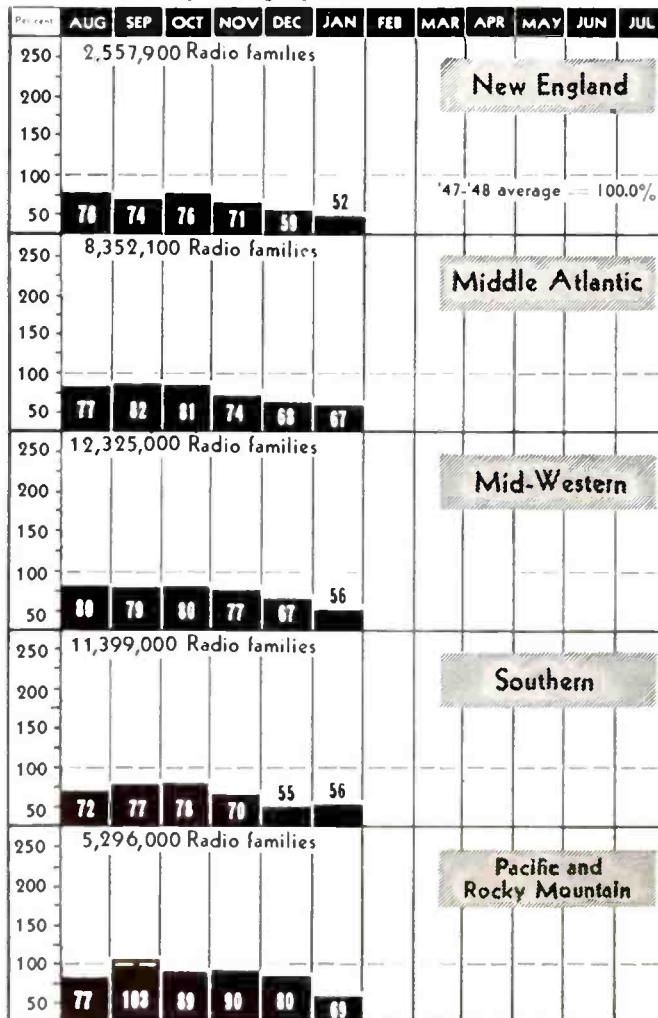 Per cent AUG SEP OCT NOV DEC JAN FEB MAR APR MAY JUN JUL
250 2,557,900 Radio families
New England
200
150
100
'47-'48 average = 100.0%
52
50 78 74 76 71 59
250 8,352,100 Radio families
Middle Atlantic
200
150
100
50 77 82 81 74 68 67
250 12,325,000 Radio families
Mid-Western
200
150
100
56
50 80 79 80 77 67
250 11,399,000 Radio families
Southern
200
150
100
55 56
50 72 77 78 70
250 5,296,000 Radio families
Pacific and
Rocky Mountain
200
150
100
50 77 103 89 90 80 69